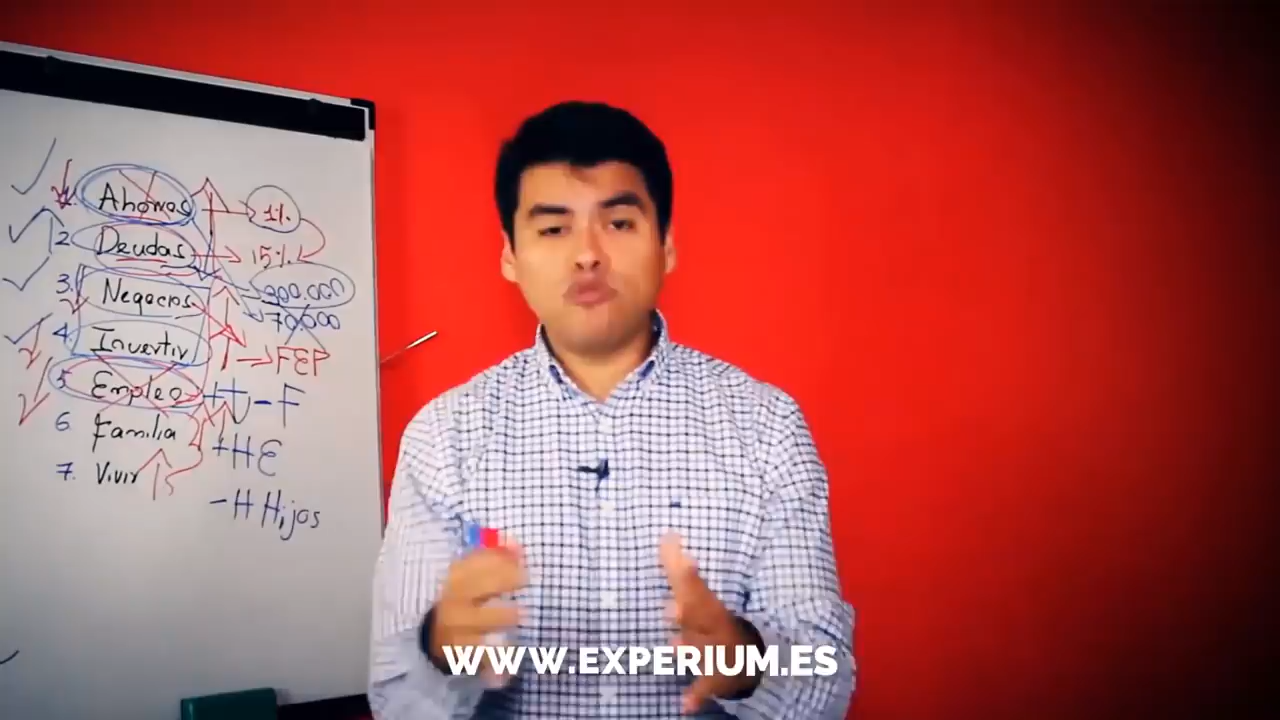 1. Ahorros 1%
2. Deudas 15%
3. Negocios 300.000
70.000
4. Invertir FEP
5. Empleo + U - F
6. Familia + H E
7. Vivir
- H Hijos
WWW.EXPERIUM.ES